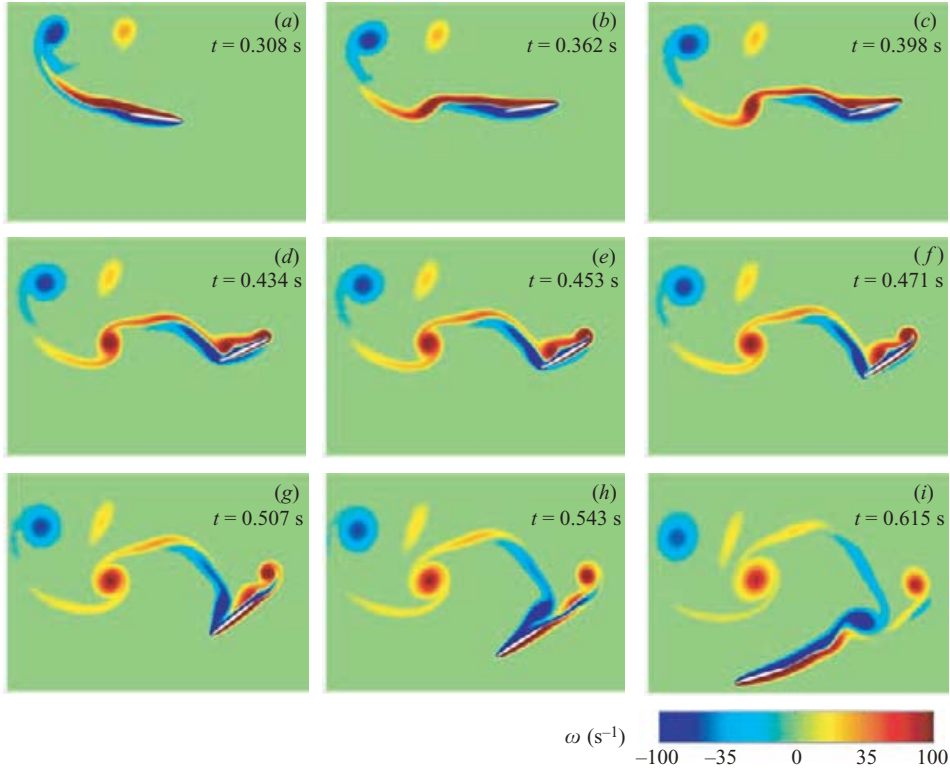 (a)
t = 0.308 s
(b)
t = 0.362 s
(c)
t = 0.398 s
(d)
t = 0.434 s
(e)
t = 0.453 s
(f)
t = 0.471 s
(g)
t = 0.507 s
(h)
t = 0.543 s
(i)
t = 0.615 s
ω (s⁻¹)
–100 –35 0 35 100